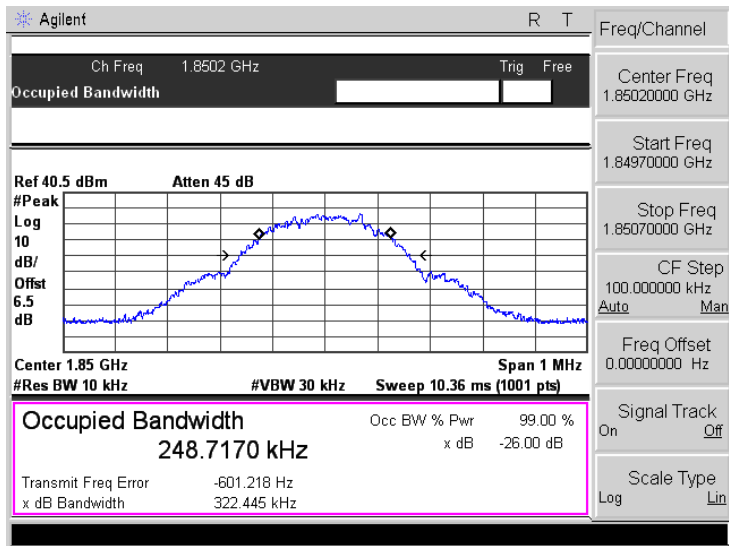 Agilent R T
Ch Freq 1.8502 GHz Trig Free
Occupied Bandwidth
Ref 40.5 dBm Atten 45 dB
#Peak
Log
10
dB/
Offst
6.5
dB
Center 1.85 GHz Span 1 MHz
#Res BW 10 kHz #VBW 30 kHz Sweep 10.36 ms (1001 pts)
Occupied Bandwidth
248.7170 kHz
Occ BW % Pwr 99.00 %
x dB -26.00 dB
Transmit Freq Error -601.218 Hz
x dB Bandwidth 322.445 kHz
Freq/Channel
Center Freq
1.85020000 GHz
Start Freq
1.84970000 GHz
Stop Freq
1.85070000 GHz
CF Step
100.000000 kHz
Auto Man
Freq Offset
0.00000000 Hz
Signal Track
On Off
Scale Type
Log Lin